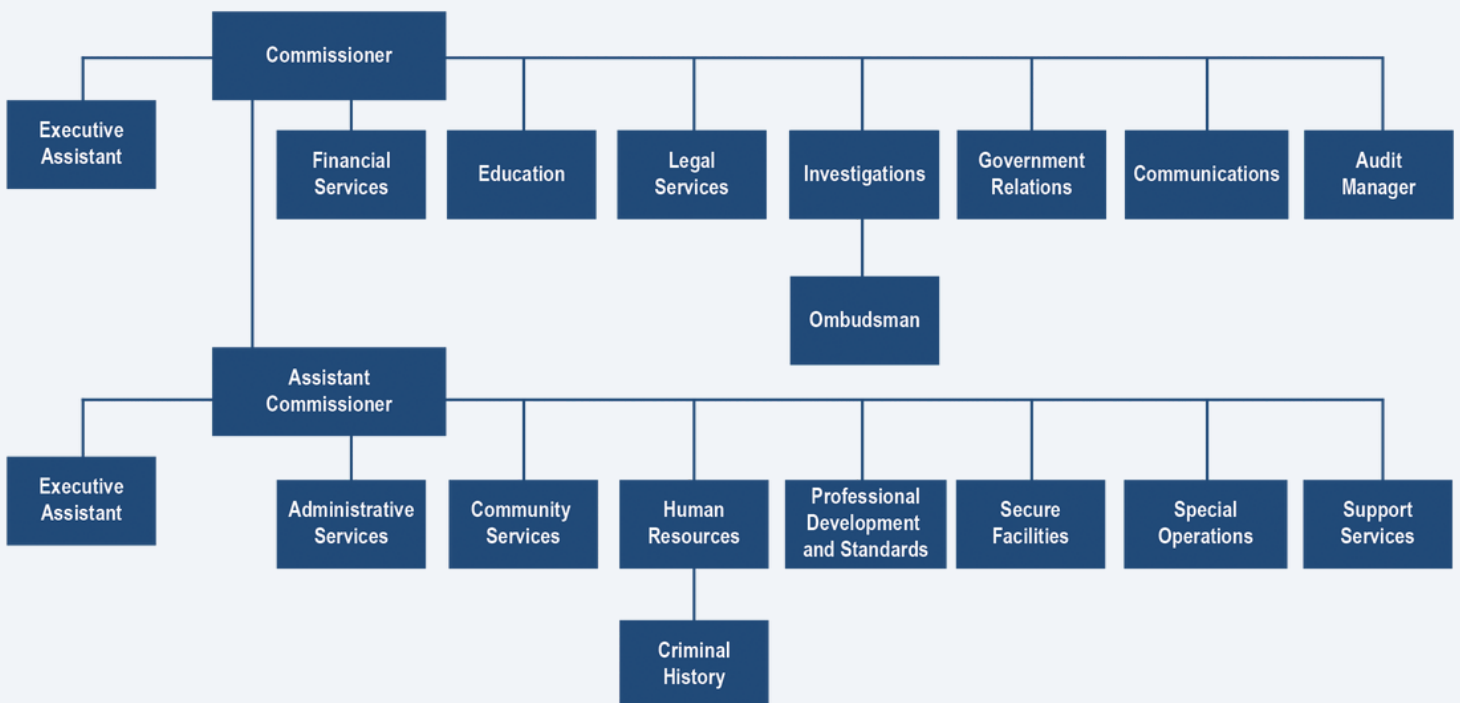 Commissioner
Executive
Assistant
Financial
Services
Education
Legal
Services
Investigations
Government
Relations
Communications
Audit
Manager
Ombudsman
Assistant
Commissioner
Executive
Assistant
Administrative
Services
Community
Services
Human
Resources
Professional
Development
and Standards
Secure
Facilities
Special
Operations
Support
Services
Criminal
History